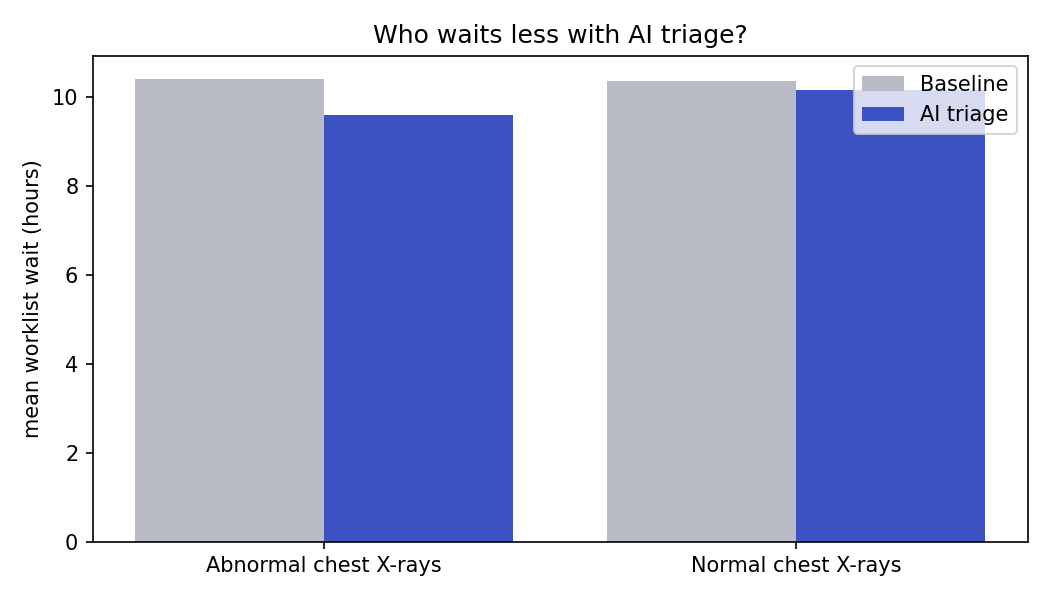 Who waits less with AI triage?
Baseline
AI triage
mean worklist wait (hours)
10
8
6
4
2
0
Abnormal chest X-rays
Normal chest X-rays